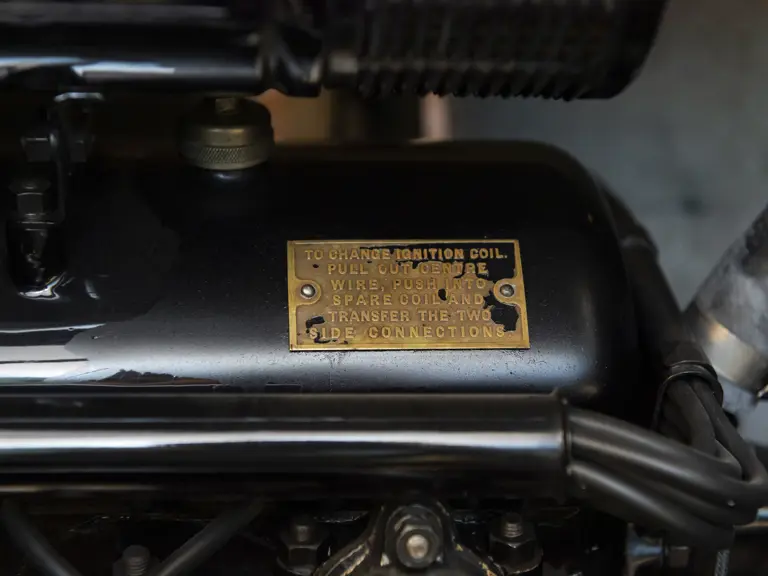 TO CHANGE IGNITION COIL.
PULL OUT CENTRE
WIRE, PUSH INTO
SPARE COIL AND
TRANSFER THE TWO
SIDE CONNECTIONS